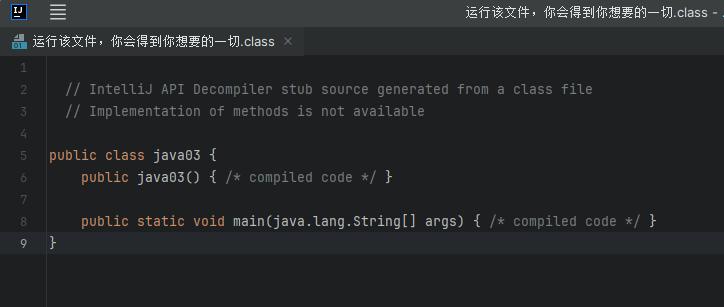 IJ
运行该文件，你会得到你想要的一切.class -
运行该文件，你会得到你想要的一切.class ×
1
2 // IntelliJ API Decompiler stub source generated from a class file
3 // Implementation of methods is not available
4
5 public class java03 {
6 public java03() { /* compiled code */ }
7
8 public static void main(java.lang.String[] args) { /* compiled code */ }
9 }